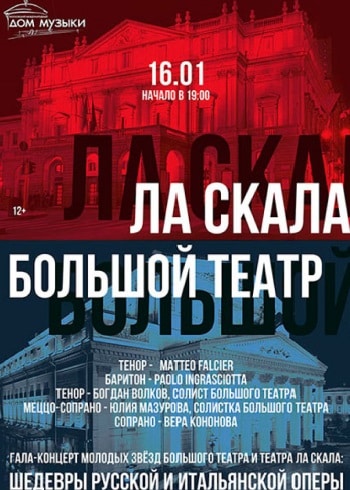 ДОМ МУЗЫКИ
16.01
НАЧАЛО В 19:00
ЛА СКАЛА
12+
ЛА СКАЛА
БОЛЬШОЙ ТЕАТР
БОЛЬШОЙ
ТЕНОР - MATTEO FALCIER
БАРИТОН - PAOLO INGRASCIOTTA
ТЕНОР - БОГДАН ВОЛКОВ, СОЛИСТ БОЛЬШОГО ТЕАТРА
МЕЦЦО-СОПРАНО - ЮЛИЯ МАЗУРОВА, СОЛИСТКА БОЛЬШОГО ТЕАТРА
СОПРАНО - ВЕРА КОНОНОВА
ГАЛА-КОНЦЕРТ МОЛОДЫХ ЗВЁЗД БОЛЬШОГО ТЕАТРА И ТЕАТРА ЛА СКАЛА:
ШЕДЕВРЫ РУССКОЙ И ИТАЛЬЯНСКОЙ ОПЕРЫ